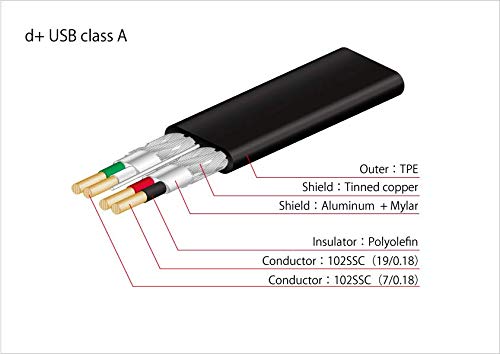 d+ USB class A
Outer：TPE
Shield：Tinned copper
Shield：Aluminum + Mylar
Insulator：Polyolefin
Conductor：102SSC（19/0.18）
Conductor：102SSC（7/0.18）